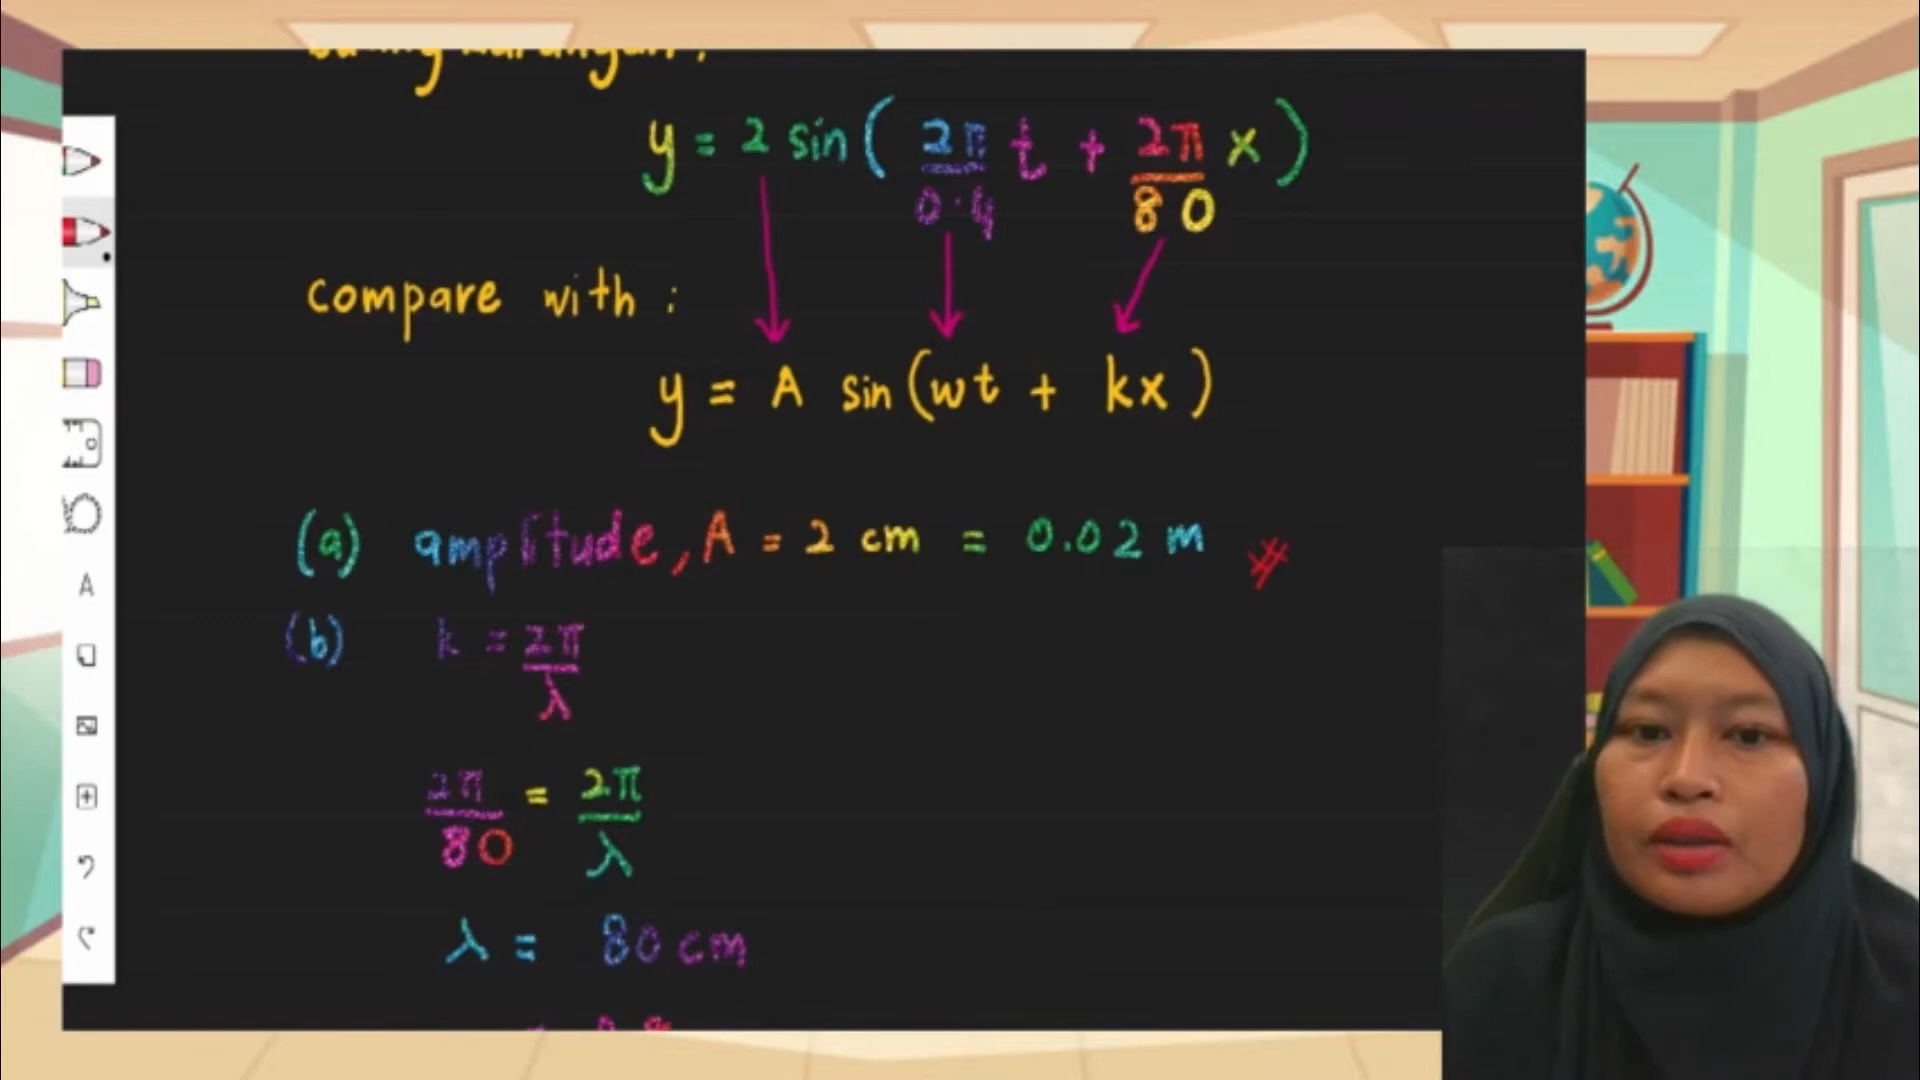 y = 2 sin ( 2π/0.4 t + 2π/80 x )
compare with :
y = A sin (wt + kx )
(a) amplitude, A = 2 cm = 0.02 m
(b) k = 2π/λ
2π/80 = 2π/λ
λ = 80 cm
A